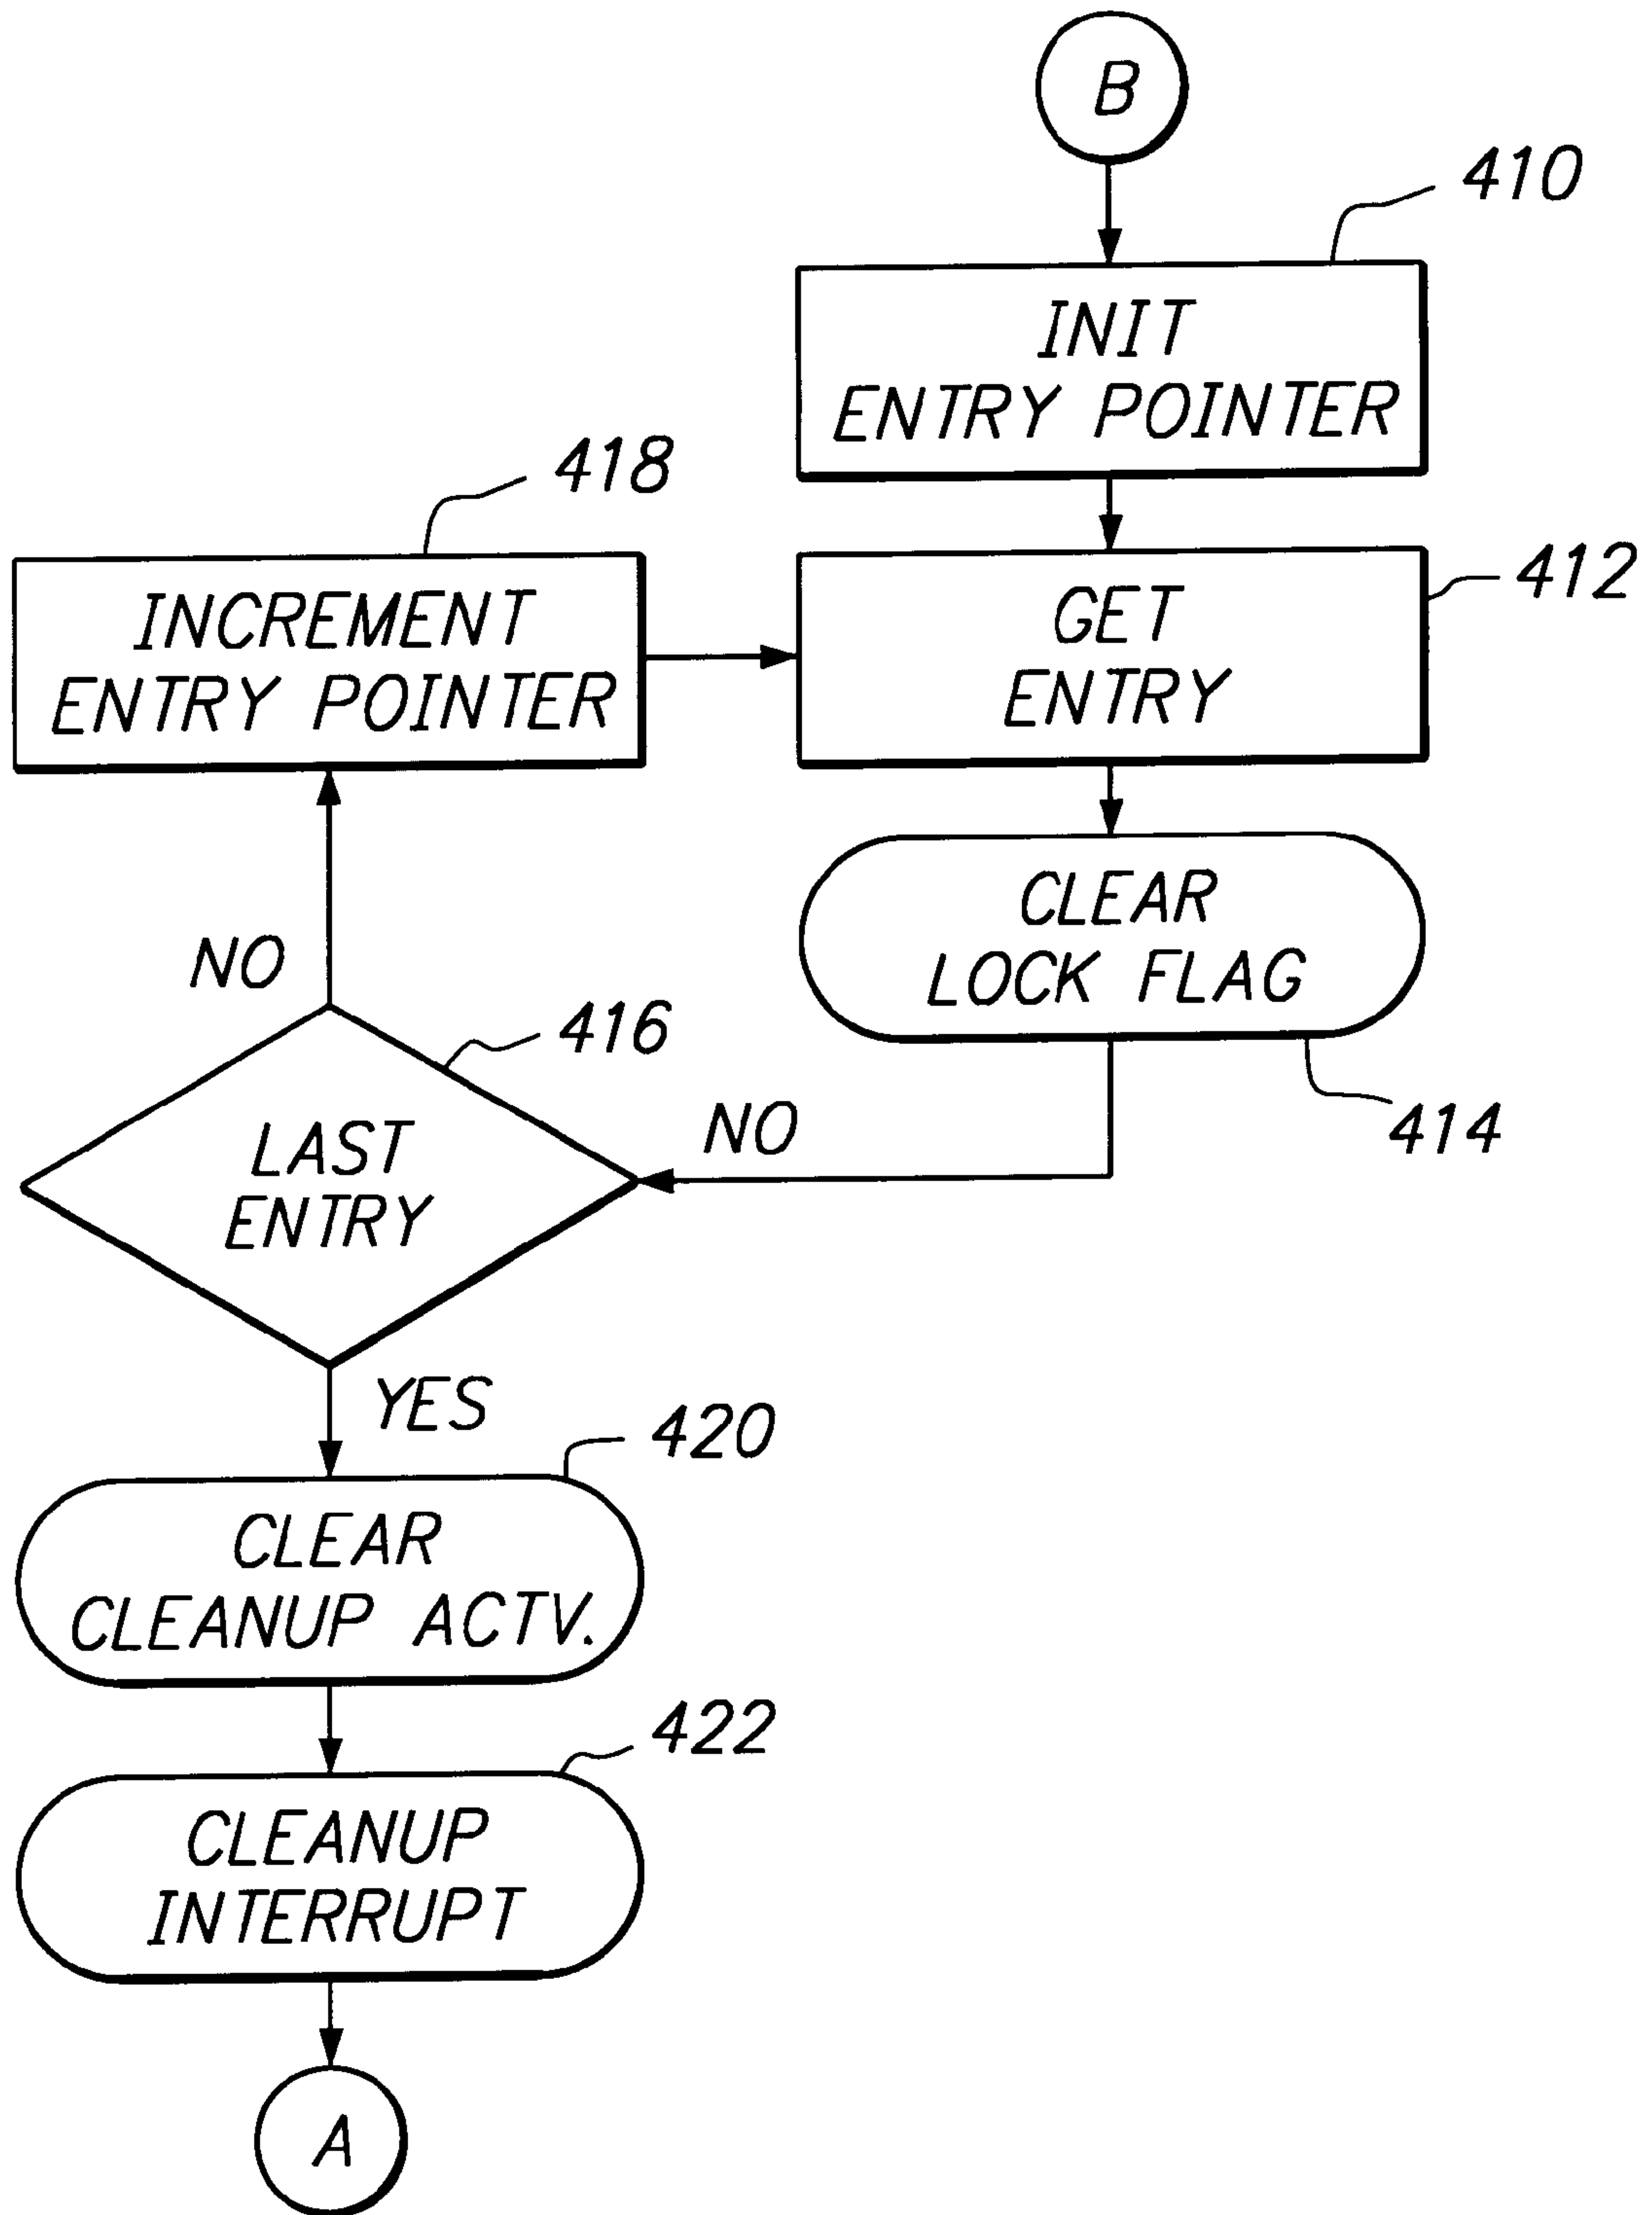 B
410
INIT
ENTRY POINTER
418
INCREMENT
ENTRY POINTER
412
GET
ENTRY
CLEAR
LOCK FLAG
414
NO
416
NO
LAST
ENTRY
YES
420
CLEAR
CLEANUP ACTV.
422
CLEANUP
INTERRUPT
A